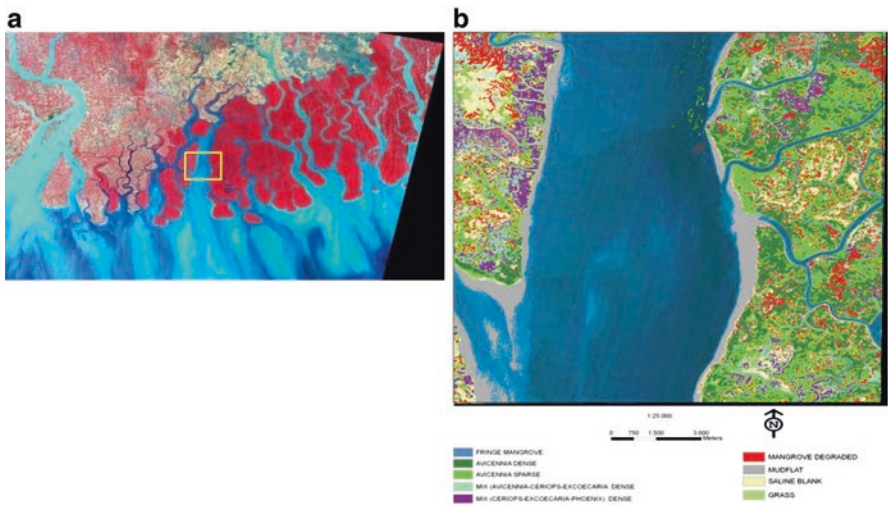 a
b
1:25.000
0 750 1.500 3.000
Meters
N
FRINGE MANGROVE
AVICENNIA DENSE
AVICENNIA SPARSE
MIX (AVICENNIA-CERIOPS-EXCOECARIA DENSE
MIX (CERIOPS-EXCOECARIA-PHOENIX) DENSE
MANGROVE DEGRADED
MUDFLAT
SALINE BLANK
GRASS